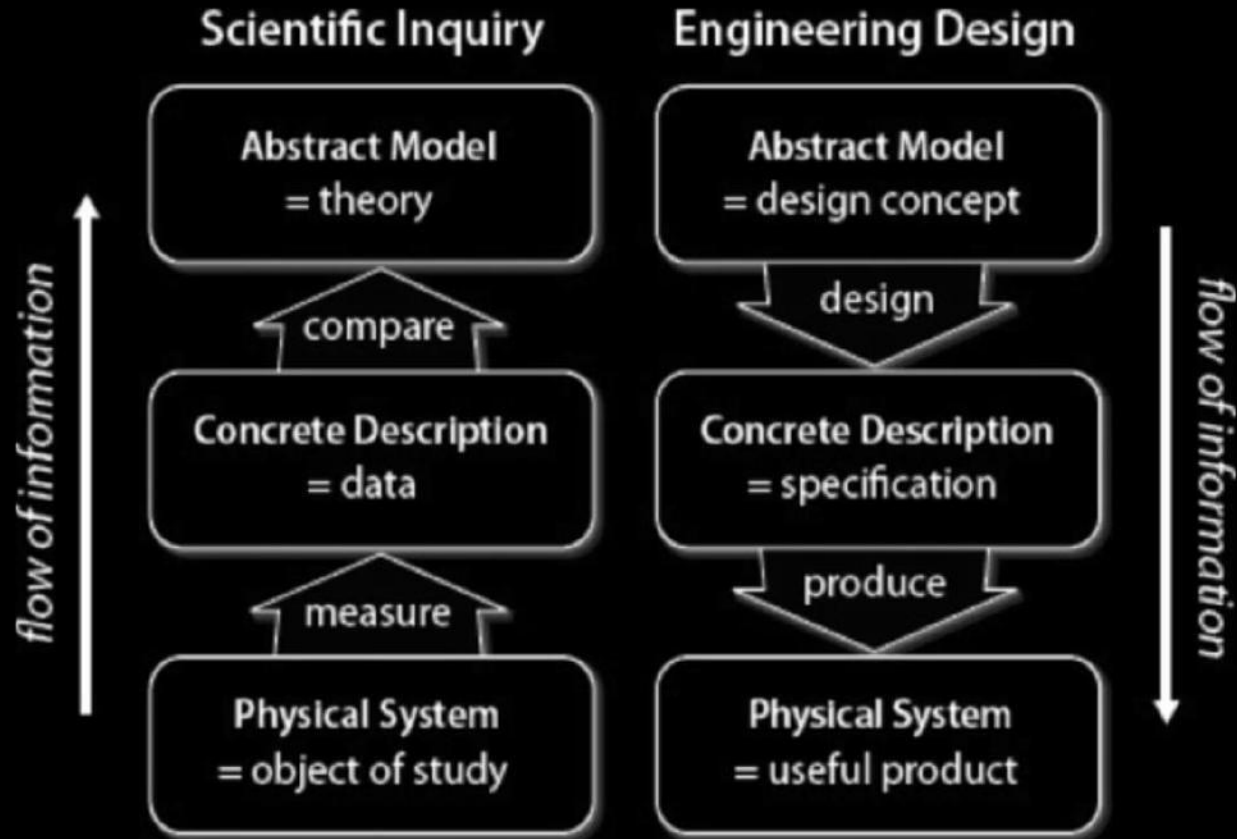 Scientific Inquiry
Abstract Model
= theory
compare
Concrete Description
= data
measure
Physical System
= object of study
flow of information
Engineering Design
Abstract Model
= design concept
design
Concrete Description
= specification
produce
Physical System
= useful product
flow of information